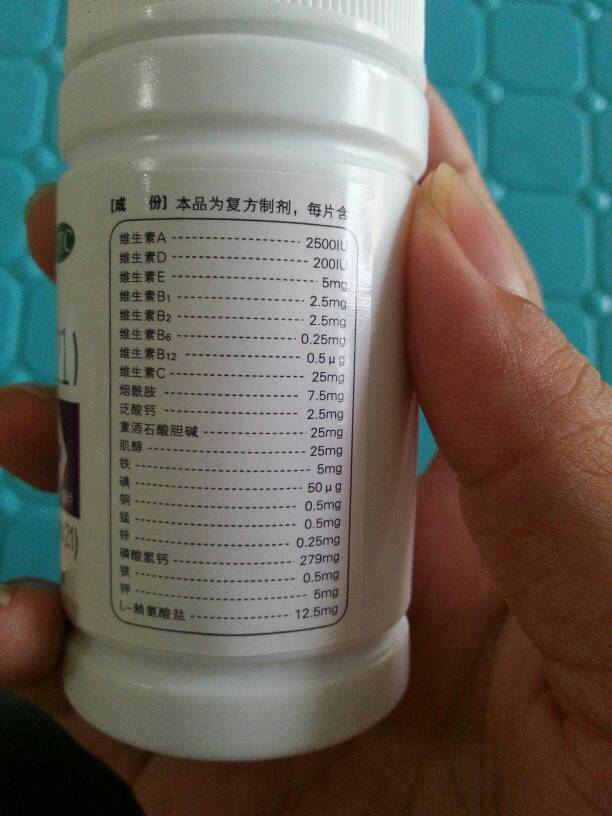 [成 份] 本品为复方制剂，每片含
维生素A 2500IU
维生素D 200IU
维生素E 5mg
维生素B1 2.5mg
维生素B2 2.5mg
维生素B6 0.25mg
维生素B12 0.5μg
维生素C 25mg
烟酰胺 7.5mg
泛酸钙 2.5mg
重酒石酸胆碱 25mg
肌醇 25mg
铁 5mg
碘 50μg
铜 0.5mg
锰 0.5mg
锌 0.25mg
磷酸氢钙 279mg
镁 0.5mg
钾 5mg
L-赖氨酸盐 12.5mg
21)